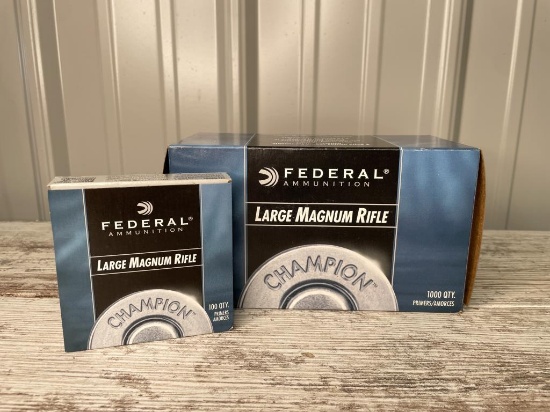 FEDERAL®
AMMUNITION
LARGE MAGNUM RIFLE
CHAMPION
100 QTY.
PRIMERS
AMORCES
FEDERAL®
AMMUNITION
LARGE MAGNUM RIFLE
CHAMPION
1000 QTY.
PRIMERS/AMORCES